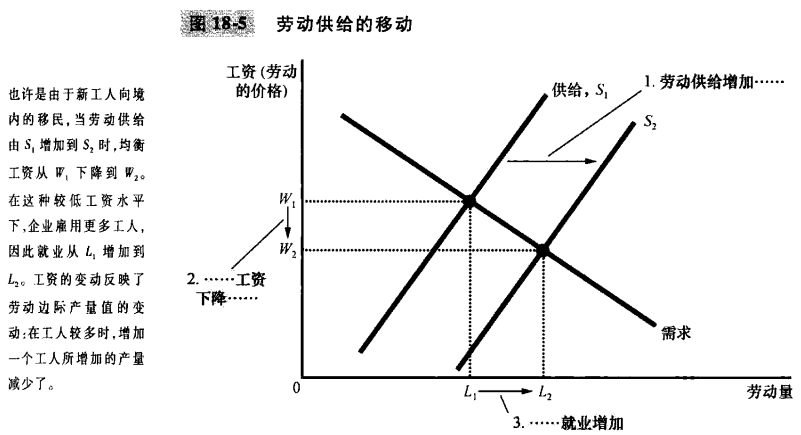 图 18-5 劳动供给的移动
也许是由于新工人向境
内的移民，当劳动供给
由 S₁ 增加到 S₂ 时，均衡
工资从 W₁ 下降到 W₂。
在这种较低工资水平
下，企业雇用更多工人，
因此就业从 L₁ 增加到
L₂。工资的变动反映了
劳动边际产量值的变
动：在工人较多时，增加
一个工人所增加的产量
减少了。
工资（劳动
的价格）
供给，S₁
1. 劳动供给增加……
S₂
W₁
W₂
2. ……工资
下降……
需求
0
L₁
L₂
劳动量
3. ……就业增加